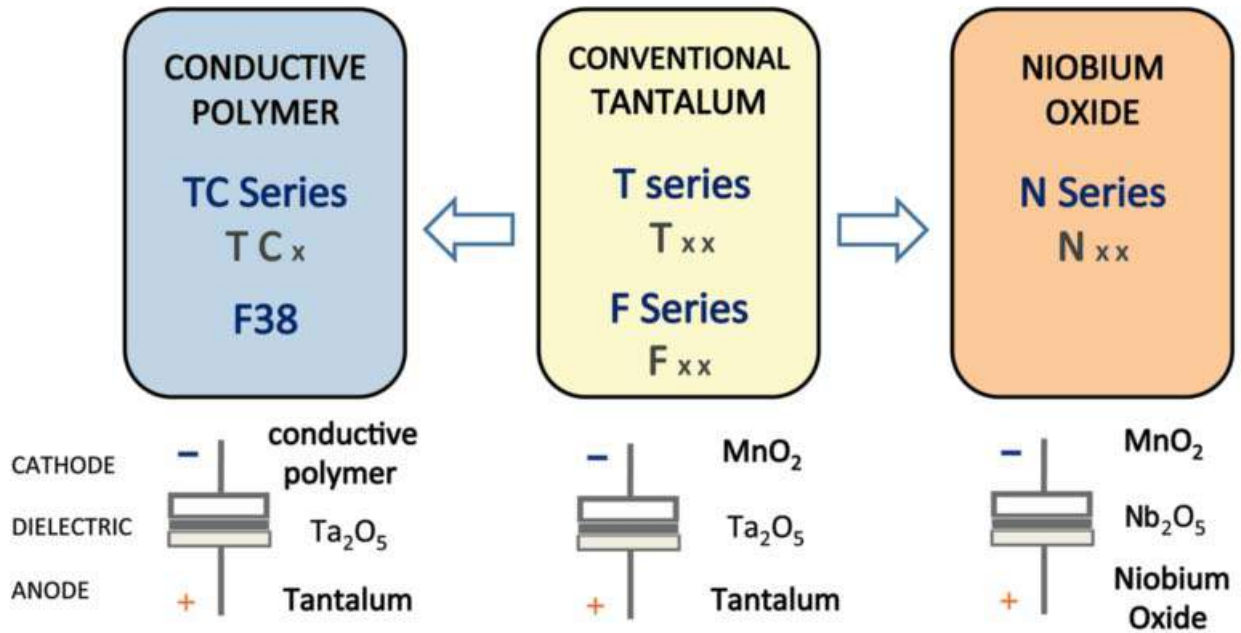 CONDUCTIVE
POLYMER
TC Series
T C x
F38
CONVENTIONAL
TANTALUM
T series
T x x
F Series
F x x
NIOBIUM
OXIDE
N Series
N x x
CATHODE
DIELECTRIC
ANODE
−
conductive
polymer
Ta₂O₅
+
Tantalum
−
MnO₂
Ta₂O₅
+
Tantalum
−
MnO₂
Nb₂O₅
+
Niobium
Oxide